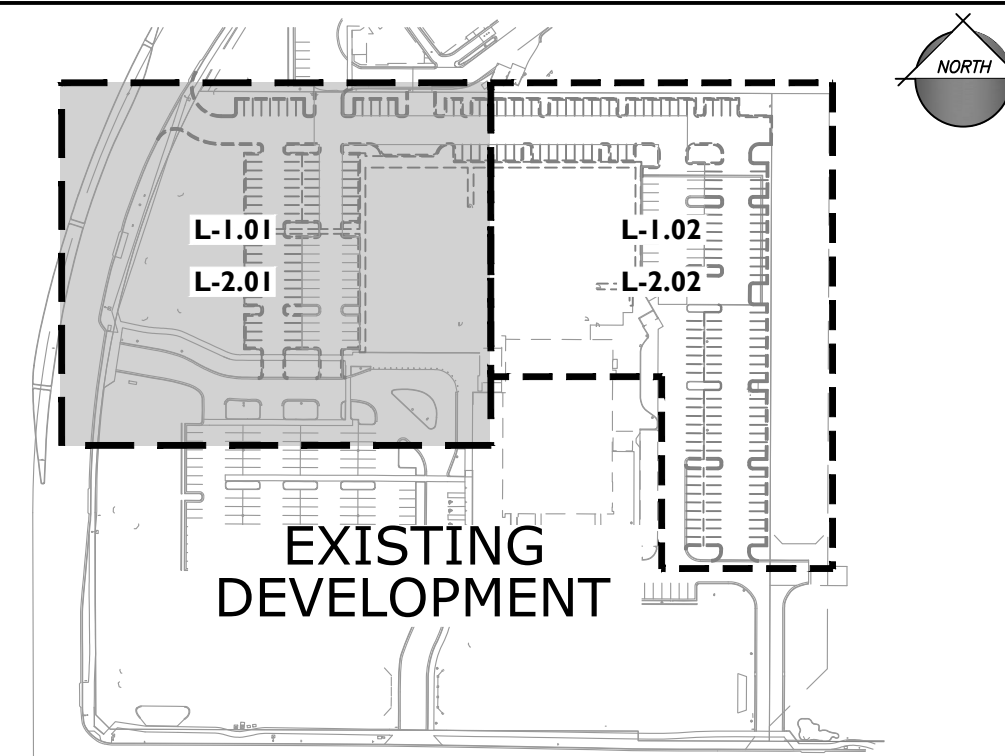 NORTH
L-1.01
L-1.02
L-2.01
L-2.02
EXISTING
DEVELOPMENT